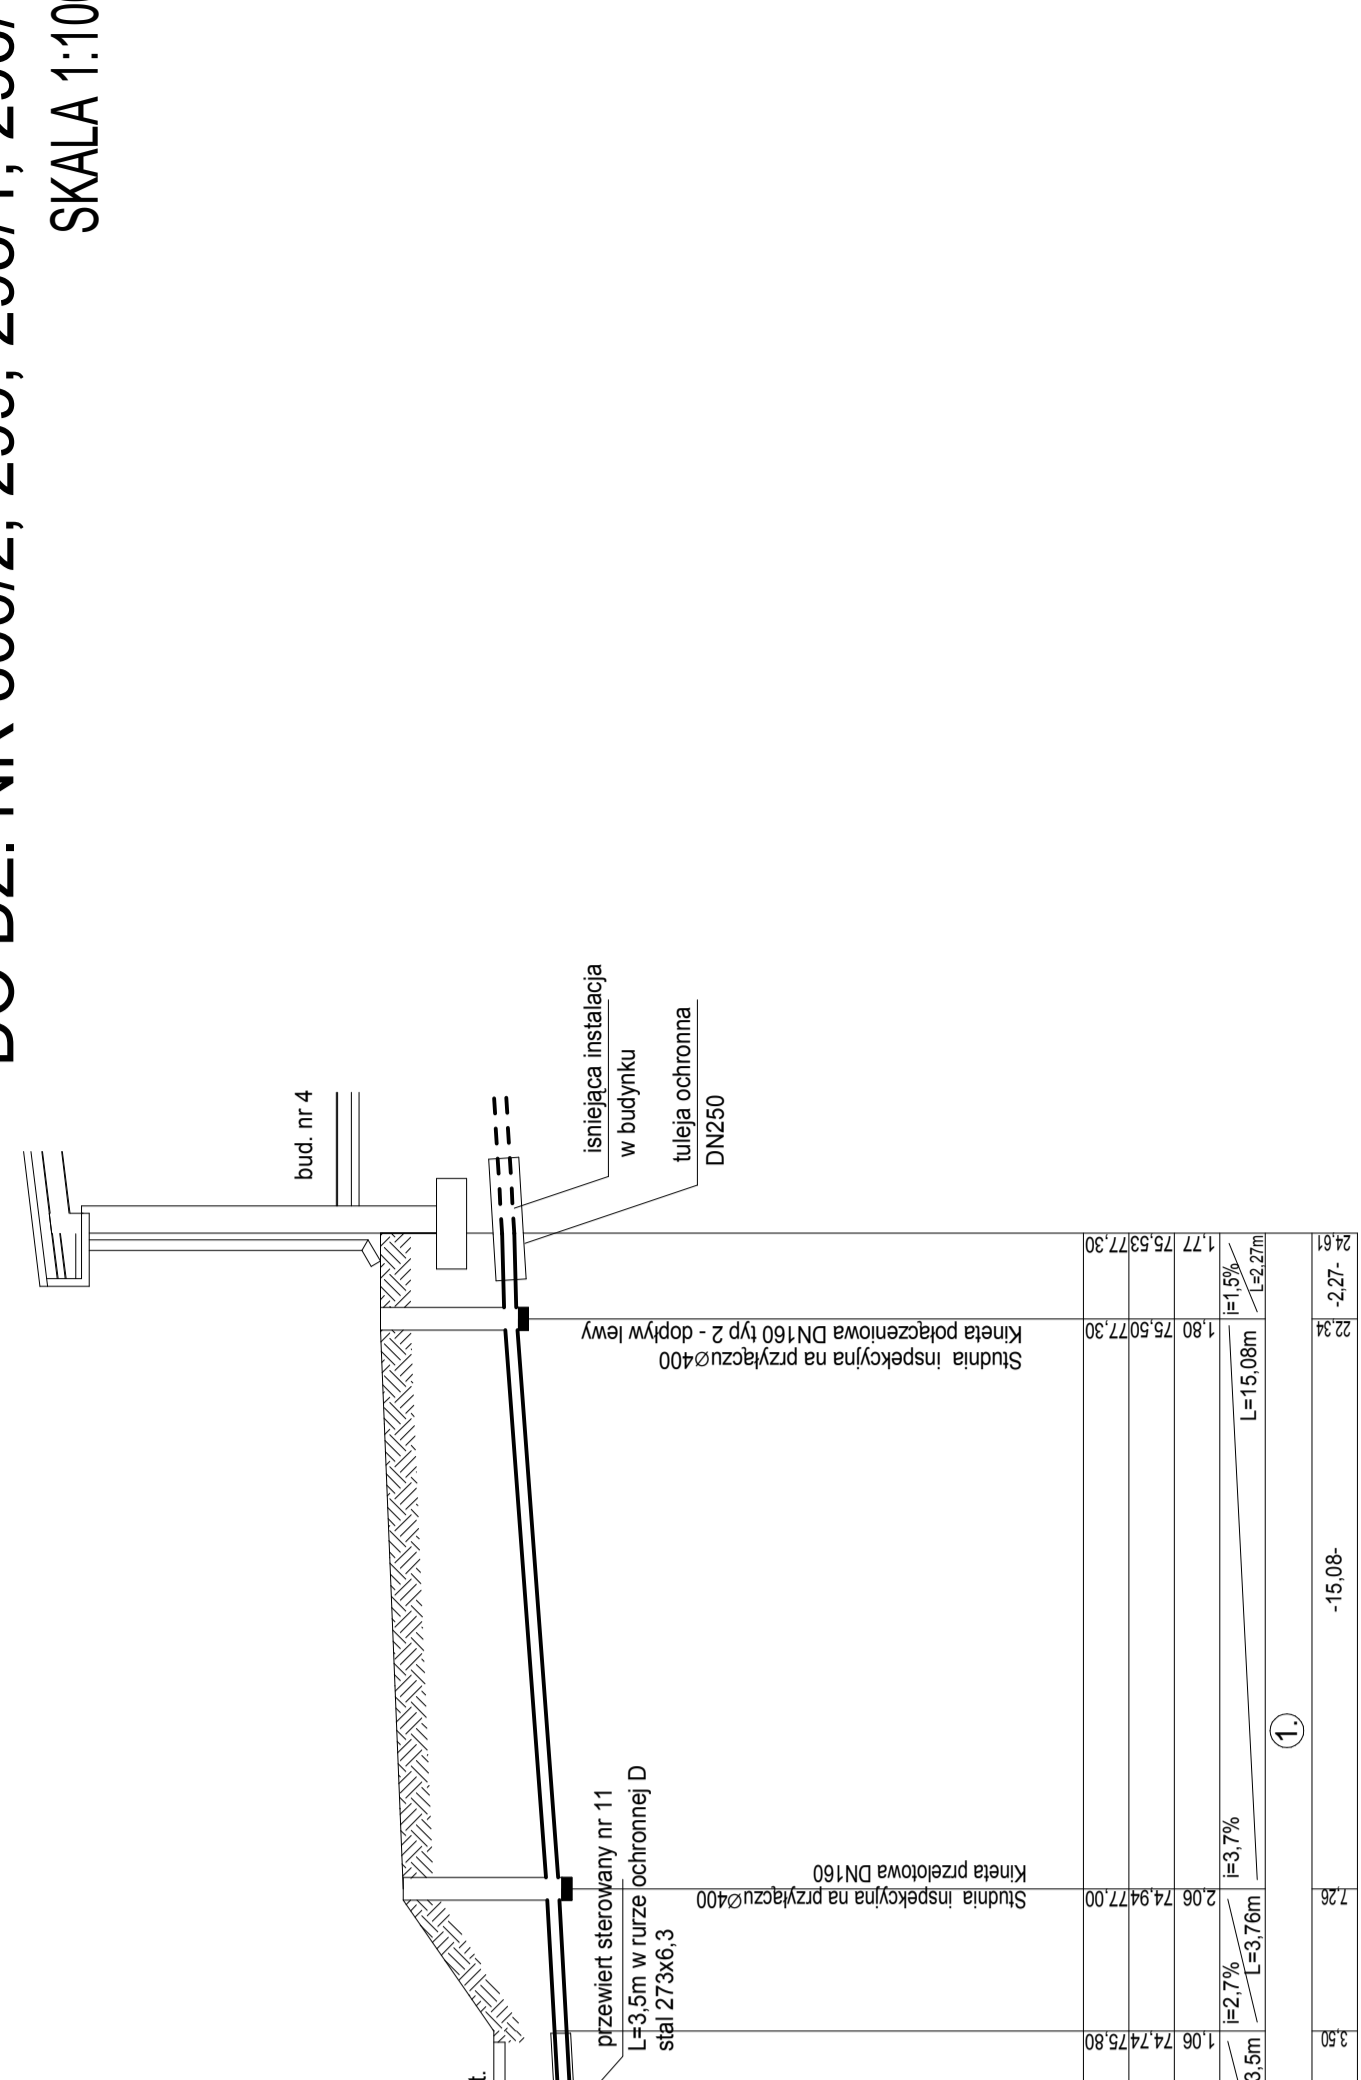 SKALA 1:100
bud. nr 4
isniejąca instalacja
w budynku
tuleja ochronna
DN250
Studnia inspekcyjna na przyłączu∅400
Kineta połączeniowa DN160 typ 2 - dopływ lewy
przewiert sterowany nr 11
L=3,5m w rurze ochronnej D
stal 273x6,3
Studnia inspekcyjna na przyłączu∅400
Kineta przelotowa DN160
75,80 77,00 77,30 77,30
74,74 74,94 75,50 75,53
1,06 2,06 1,80 1,77
3,5m i=2,7% L=3,76m i=3,7% L=15,08m i=1,5% L=2,27m
1.
-15,08- -2,27-
3,50 7,26 22,34 24,61